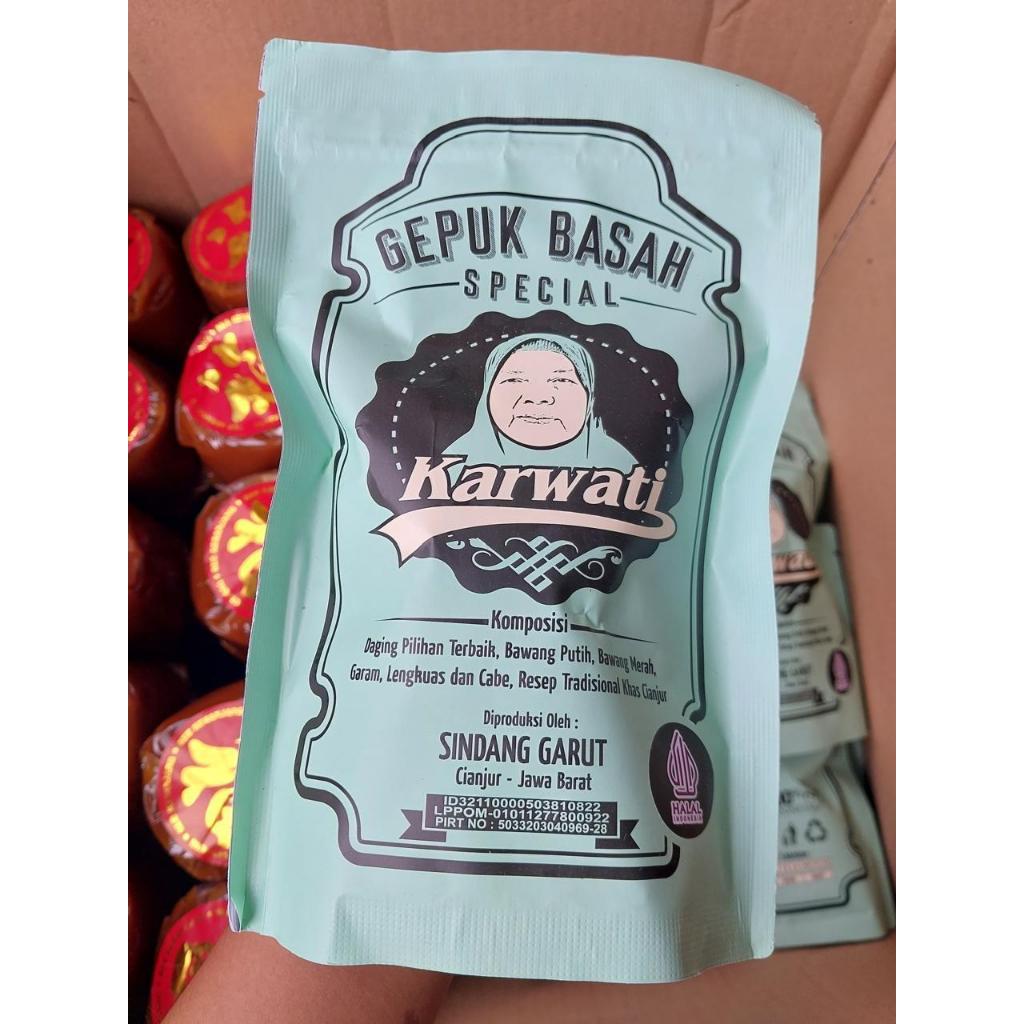 GEPUK BASAH
SPECIAL
Karwati
Komposisi
Daging Pilihan Terbaik, Bawang Putih, Bawang Merah,
Garam, Lengkuas dan Cabe, Resep Tradisional Khas Cianjur
Diproduksi Oleh :
SINDANG GARUT
Cianjur - Jawa Barat
ID32110000503810822
LPPOM-01011277800922
PIRT NO : 5033203040969-28
HALAL
INDONESIA